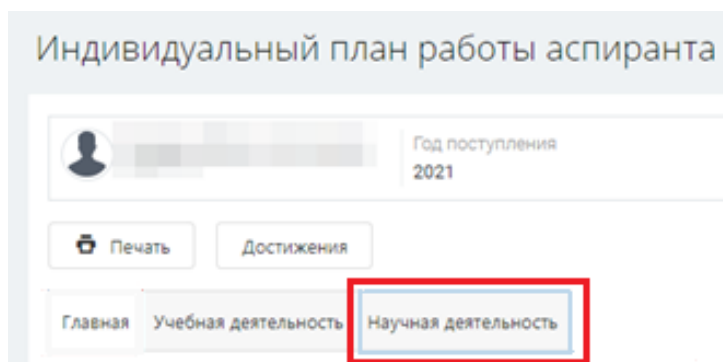 Индивидуальный план работы аспиранта
Год поступления
2021
Печать Достижения
Главная Учебная деятельность Научная деятельность